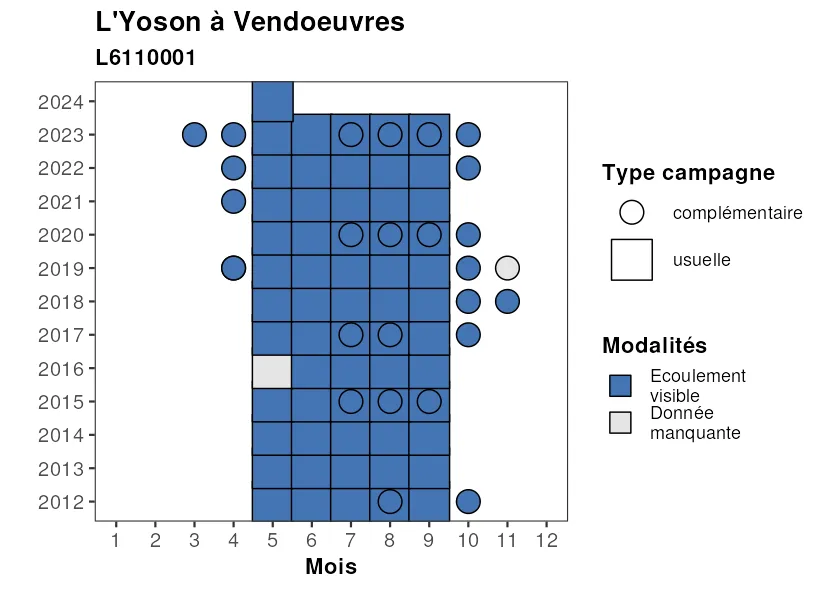 L'Yoson à Vendoeuvres
L6110001
2024
2023
2022
2021
2020
2019
2018
2017
2016
2015
2014
2013
2012
1 2 3 4 5 6 7 8 9 10 11 12
Mois
Type campagne
complémentaire
usuelle
Modalités
Ecoulement
visible
Donnée
manquante